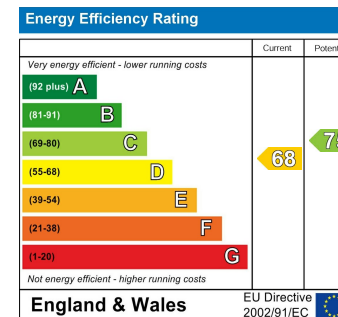 Energy Efficiency Rating
Current
Very energy efficient - lower running costs
(92 plus) A
(81-91) B
(69-80) C
(55-68) D
(39-54) E
(21-38) F
(1-20) G
68
Not energy efficient - higher running costs
England & Wales
EU Directive
2002/91/EC